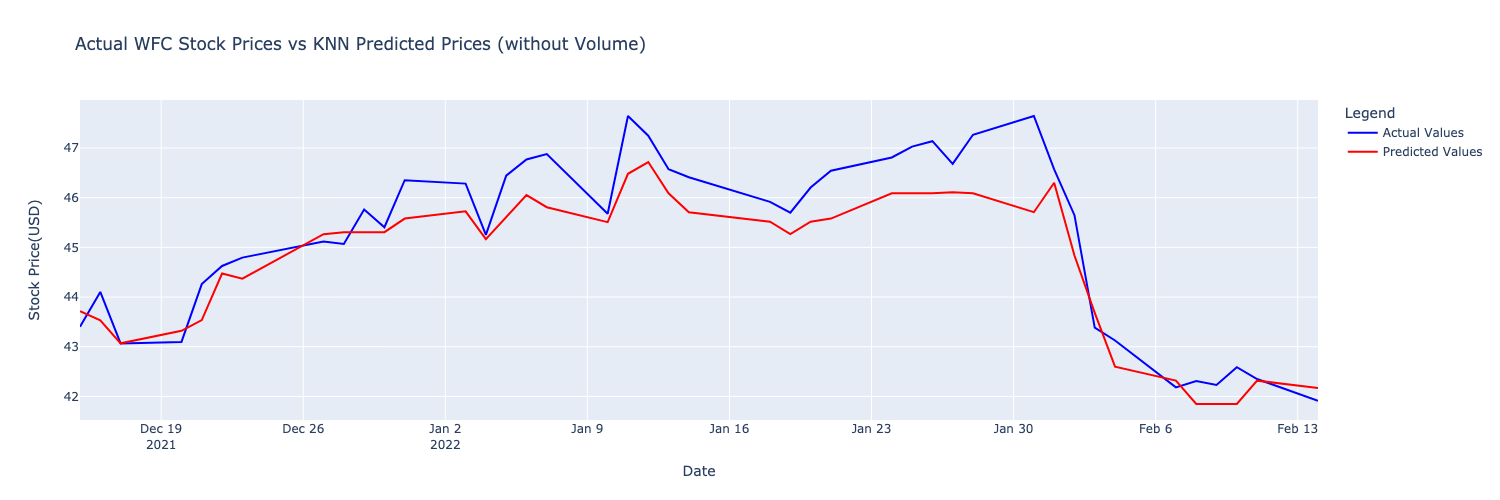 Actual WFC Stock Prices vs KNN Predicted Prices (without Volume)
Legend
Actual Values
Predicted Values
Stock Price(USD)
47
46
45
44
43
42
Dec 19
2021
Dec 26
Jan 2
2022
Jan 9
Jan 16
Jan 23
Jan 30
Feb 6
Feb 13
Date